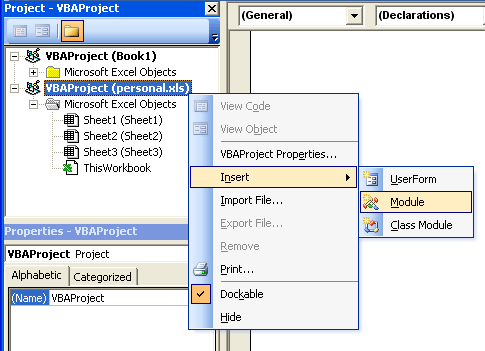 Project - VBAProject
(General)
(Declarations)
VBAProject (Book1)
Microsoft Excel Objects
VBAProject (personal.xls)
Microsoft Excel Objects
Sheet1 (Sheet1)
Sheet2 (Sheet2)
Sheet3 (Sheet3)
ThisWorkbook
View Code
View Object
VBAProject Properties...
Insert
Import File...
Export File...
Remove
Print...
Dockable
Hide
UserForm
Module
Class Module
Properties - VBAProject
VBAProject Project
Alphabetic
Categorized
(Name) VBAProject